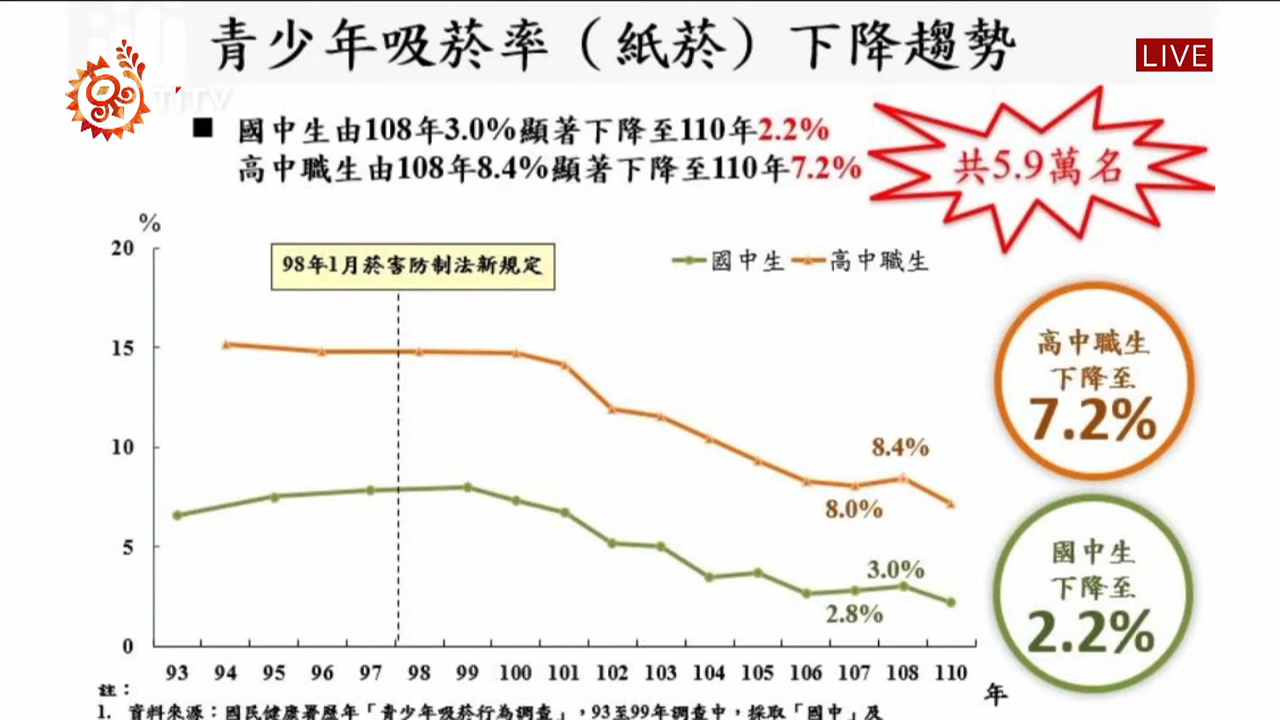 青少年吸菸率（紙菸）下降趨勢
LIVE
TITV
■ 國中生由108年3.0%顯著下降至110年2.2%
高中職生由108年8.4%顯著下降至110年7.2%
共5.9萬名
%
20
15
10
5
0
98年1月菸害防制法新規定
國中生 高中職生
8.4%
8.0%
3.0%
2.8%
高中職生
下降至
7.2%
國中生
下降至
2.2%
93 94 95 96 97 98 99 100 101 102 103 104 105 106 107 108 110
年
註：
1. 資料來源：國民健康署歷年「青少年吸菸行為調查」，93至99年調查中，採取「國中」及